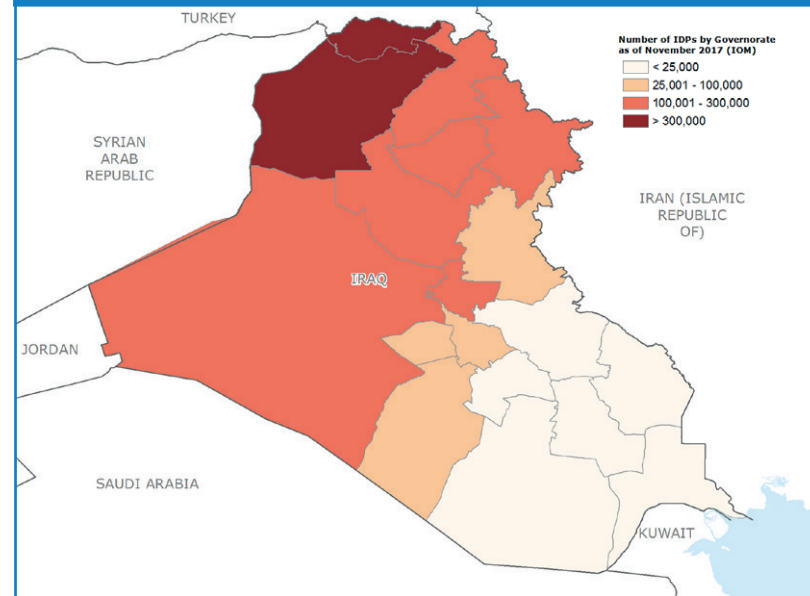 TURKEY
Number of IDPs by Governorate
as of November 2017 (IOM)
< 25,000
25,001 - 100,000
100,001 - 300,000
> 300,000
SYRIAN
ARAB
REPUBLIC
IRAN (ISLAMIC
REPUBLIC
OF)
IRAQ
JORDAN
SAUDI ARABIA
KUWAIT